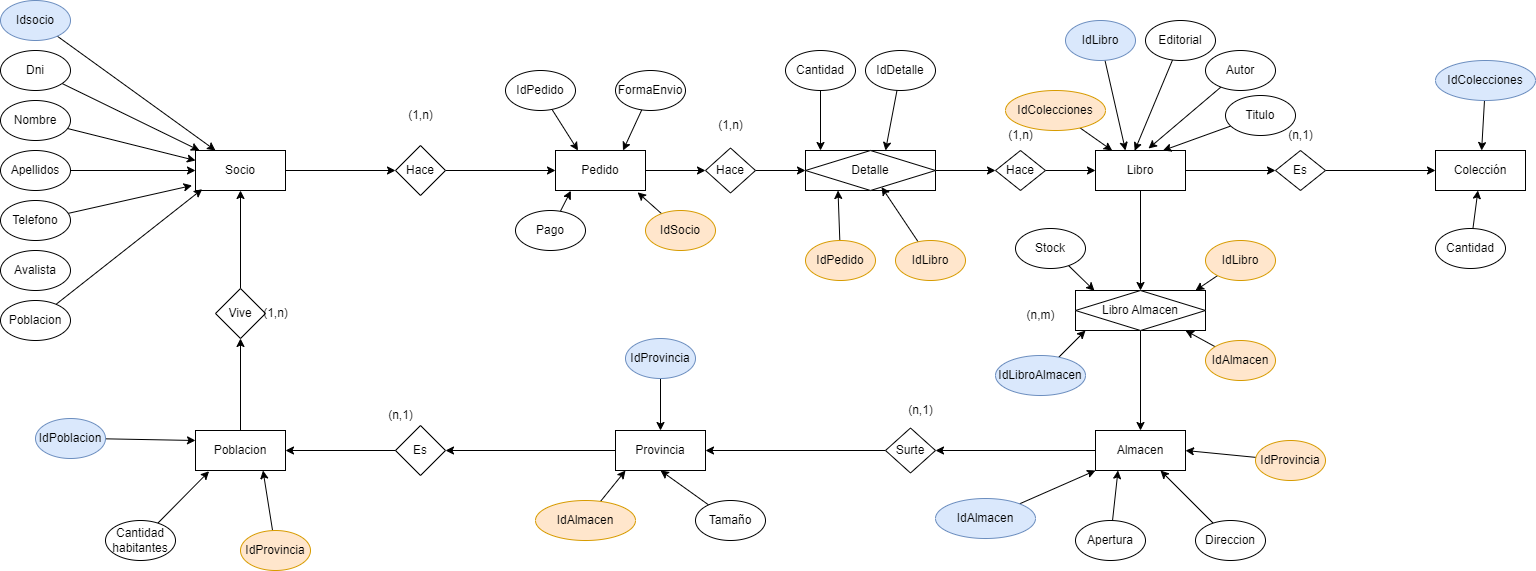 Idsocio
Dni
Nombre
Apellidos
Telefono
Avalista
Poblacion
Socio
(1,n)
Hace
IdPedido
FormaEnvio
Pedido
Pago
IdSocio
(1,n)
Hace
Cantidad
IdDetalle
Detalle
IdPedido
IdLibro
(1,n)
Hace
IdColecciones
IdLibro
Editorial
Autor
Titulo
Libro
(n,1)
Es
IdColecciones
Colección
Cantidad
Stock
IdLibro
Libro Almacen
(n,m)
IdLibroAlmacen
IdAlmacen
Vive
(1,n)
IdPoblacion
Poblacion
Cantidad
habitantes
IdProvincia
(n,1)
Es
IdProvincia
Provincia
IdAlmacen
Tamaño
(n,1)
Surte
Almacen
IdProvincia
IdAlmacen
Apertura
Direccion